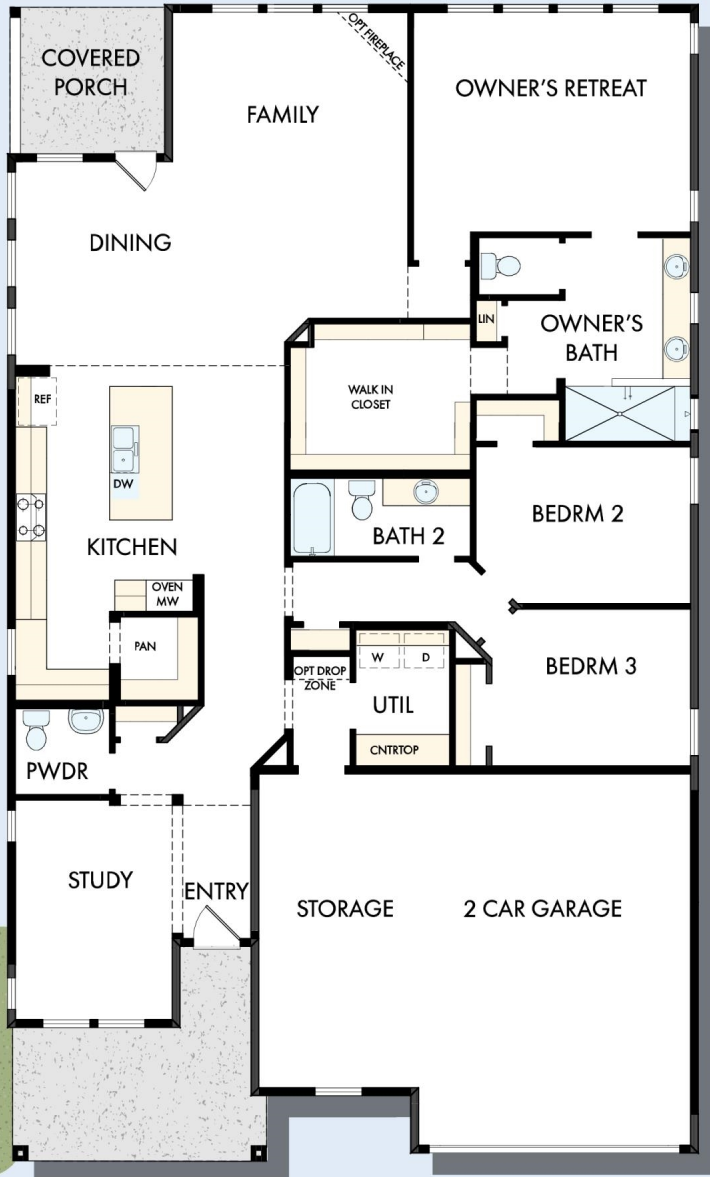 COVERED
PORCH
OPT FIREPLACE
FAMILY
OWNER'S RETREAT
DINING
LIN
OWNER'S
BATH
WALK IN
CLOSET
REF
DW
KITCHEN
BATH 2
BEDRM 2
OVEN
MW
PAN
W
D
OPT DROP
ZONE
UTIL
BEDRM 3
CNTRTOP
PWDR
STUDY
ENTRY
STORAGE
2 CAR GARAGE